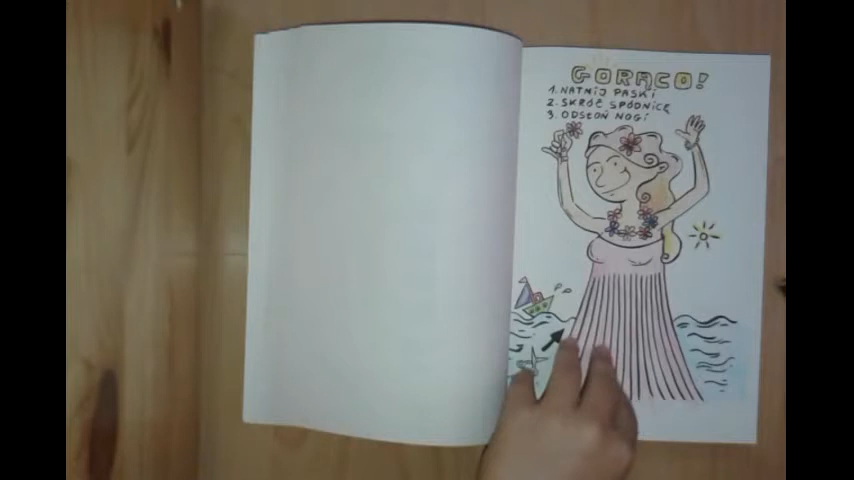 GORĄCO!
1. NATNIJ PASKI
2. SKRÓĆ SPÓDNICĘ
3. ODSŁOŃ NOGI